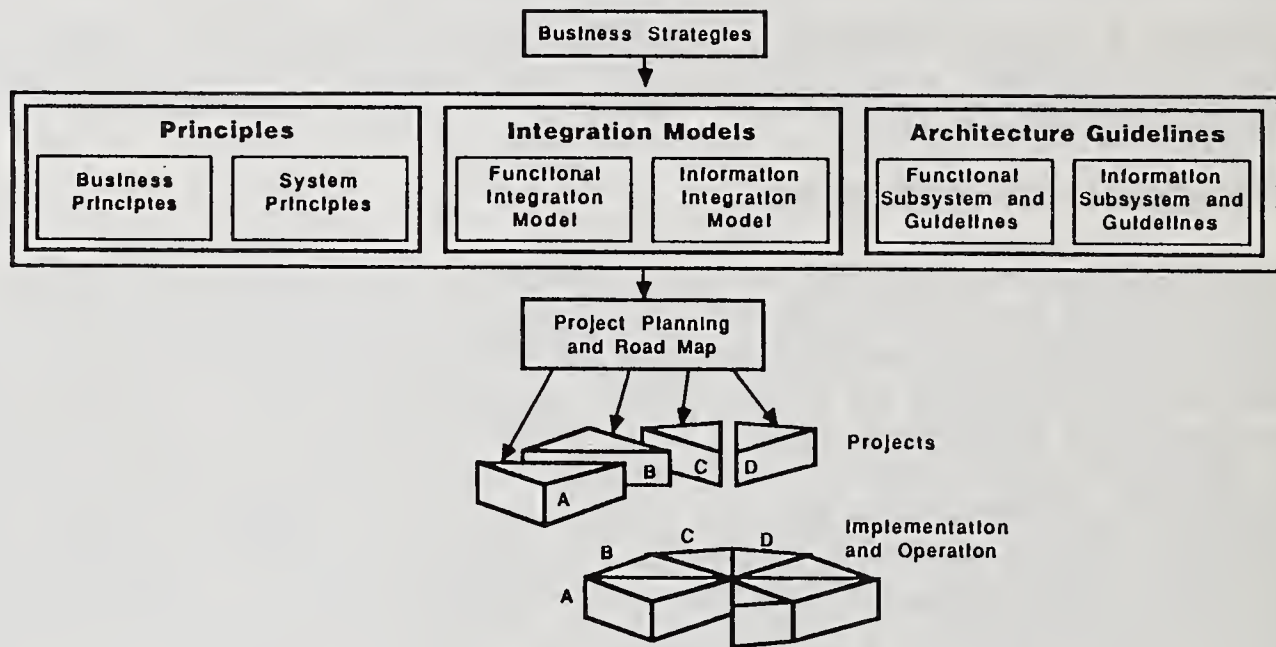 Business Strategies
Principles
Integration Models
Architecture Guidelines
Business
Principles
System
Principles
Functional
Integration
Model
Information
Integration
Model
Functional
Subsystem and
Guidelines
Information
Subsystem and
Guidelines
Project Planning
and Road Map
Projects
A
B
C
D
Implementation
and Operation
A
B
C
D